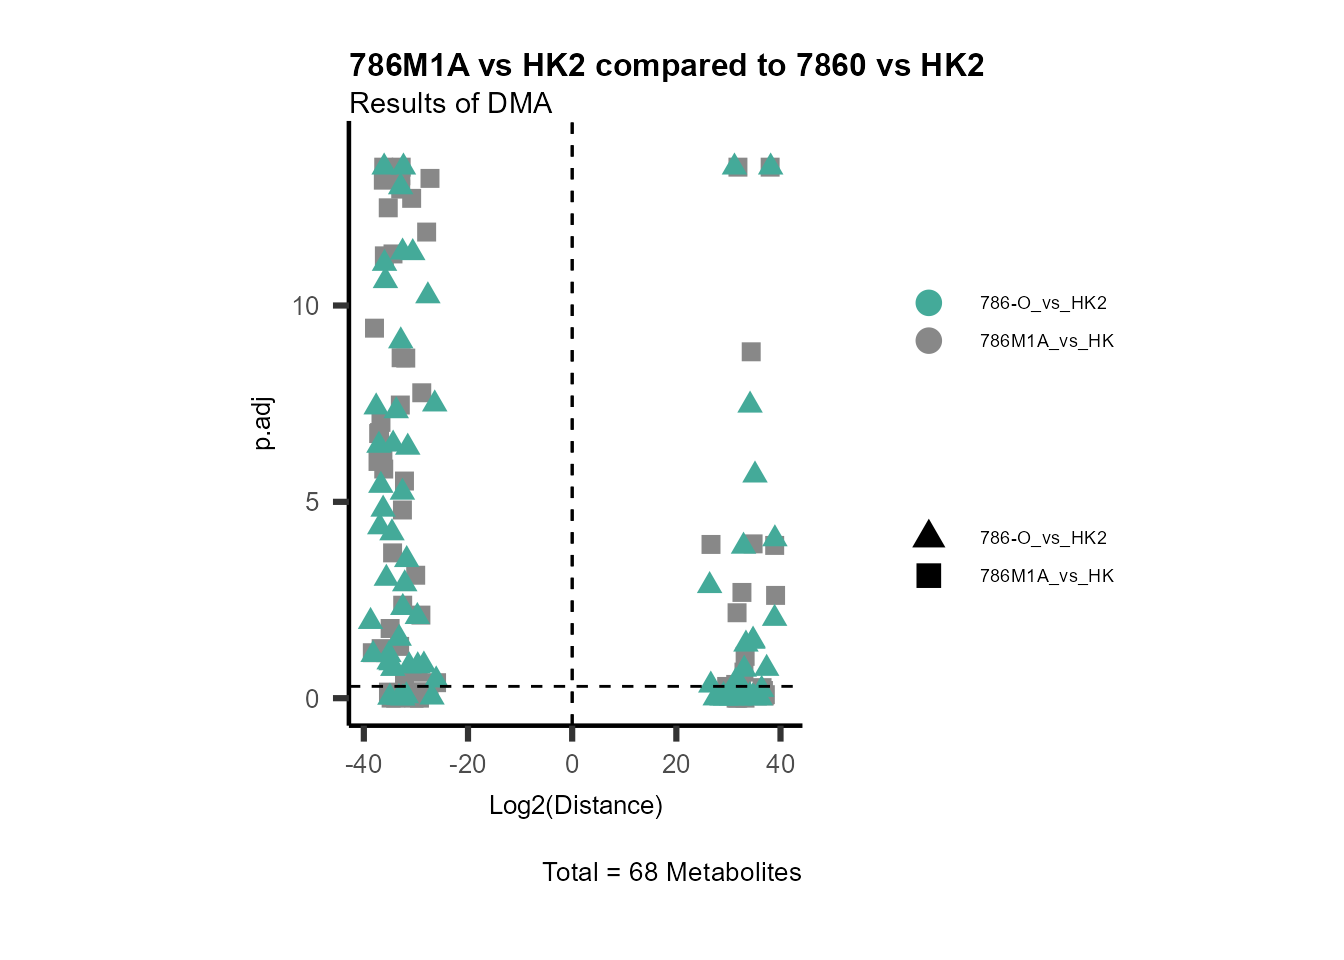 786M1A vs HK2 compared to 7860 vs HK2
Results of DMA
10
5
0
p.adj
-40 -20 0 20 40
Log2(Distance)
Total = 68 Metabolites
786-O_vs_HK2
786M1A_vs_HK
786-O_vs_HK2
786M1A_vs_HK